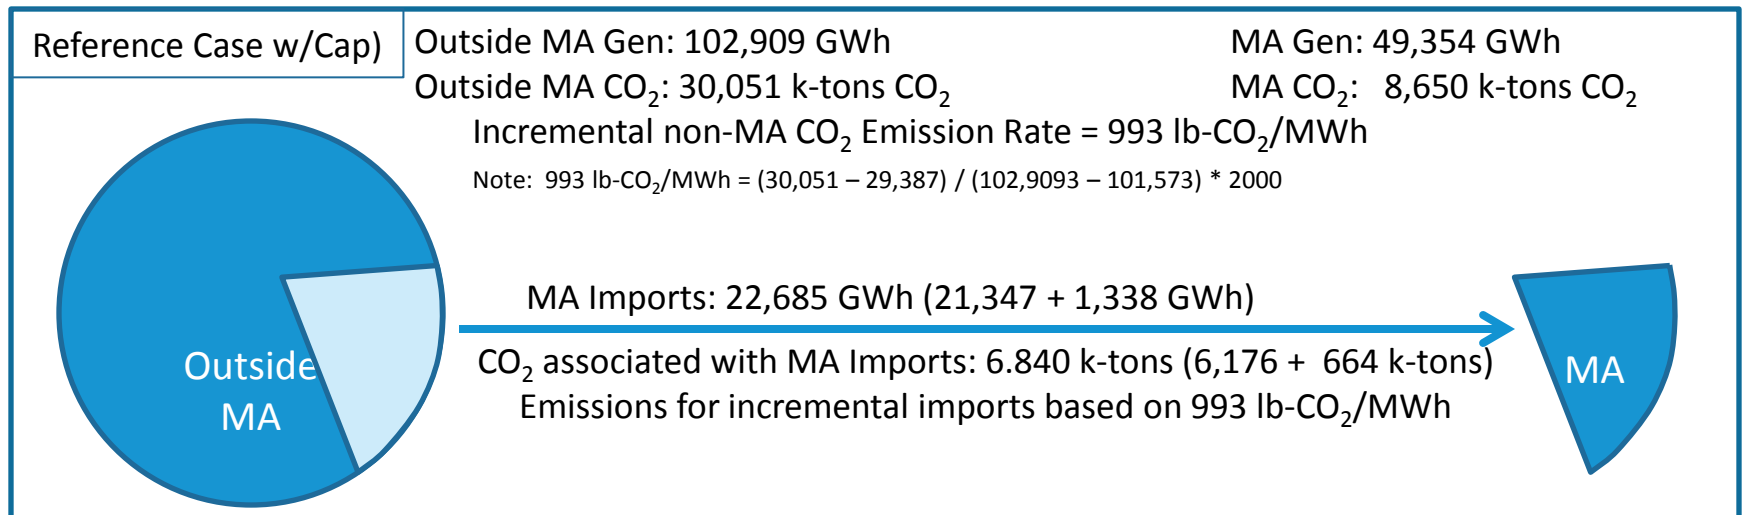 Reference Case w/Cap)
Outside MA Gen: 102,909 GWh
MA Gen: 49,354 GWh
Outside MA CO₂: 30,051 k-tons CO₂
MA CO₂: 8,650 k-tons CO₂
Incremental non-MA CO₂ Emission Rate = 993 lb-CO₂/MWh
Note: 993 lb-CO₂/MWh = (30,051 – 29,387) / (102,9093 – 101,573) * 2000
MA Imports: 22,685 GWh (21,347 + 1,338 GWh)
CO₂ associated with MA Imports: 6.840 k-tons (6,176 + 664 k-tons)
Emissions for incremental imports based on 993 lb-CO₂/MWh
Outside
MA
MA